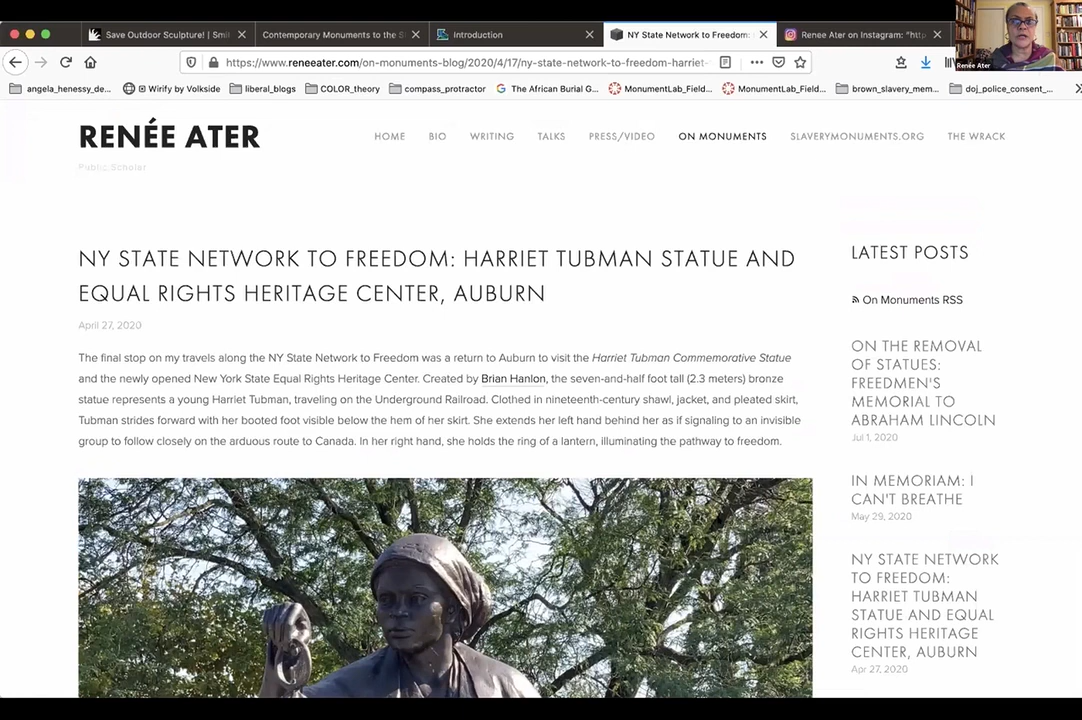 Save Outdoor Sculpture! | Smit
Contemporary Monuments to the S
Introduction
NY State Network to Freedom:
Renee Ater on Instagram: "http
https://www.reneeater.com/on-monuments-blog/2020/4/17/ny-state-network-to-freedom-harriet-
Renée Ater
angela_henessy_de...
Wirify by Volkside
liberal_blogs
COLOR_theory
compass_protractor
The African Burial G...
MonumentLab_Field...
MonumentLab_Field...
brown_slavery_mem...
doj_police_consent_...
RENÉE ATER
Public/Scholar
HOME BIO WRITING TALKS PRESS/VIDEO ON MONUMENTS SLAVERYMONUMENTS.ORG THE WRACK
NY STATE NETWORK TO FREEDOM: HARRIET TUBMAN STATUE AND
EQUAL RIGHTS HERITAGE CENTER, AUBURN
April 27, 2020
The final stop on my travels along the NY State Network to Freedom was a return to Auburn to visit the Harriet Tubman Commemorative Statue
and the newly opened New York State Equal Rights Heritage Center. Created by Brian Hanlon, the seven-and-half foot tall (2.3 meters) bronze
statue represents a young Harriet Tubman, traveling on the Underground Railroad. Clothed in nineteenth-century shawl, jacket, and pleated skirt,
Tubman strides forward with her booted foot visible below the hem of her skirt. She extends her left hand behind her as if signaling to an invisible
group to follow closely on the arduous route to Canada. In her right hand, she holds the ring of a lantern, illuminating the pathway to freedom.
LATEST POSTS
On Monuments RSS
ON THE REMOVAL
OF STATUES:
FREEDMEN'S
MEMORIAL TO
ABRAHAM LINCOLN
Jul 1, 2020
IN MEMORIAM: I
CAN'T BREATHE
May 29, 2020
NY STATE NETWORK
TO FREEDOM:
HARRIET TUBMAN
STATUE AND EQUAL
RIGHTS HERITAGE
CENTER, AUBURN
Apr 27, 2020